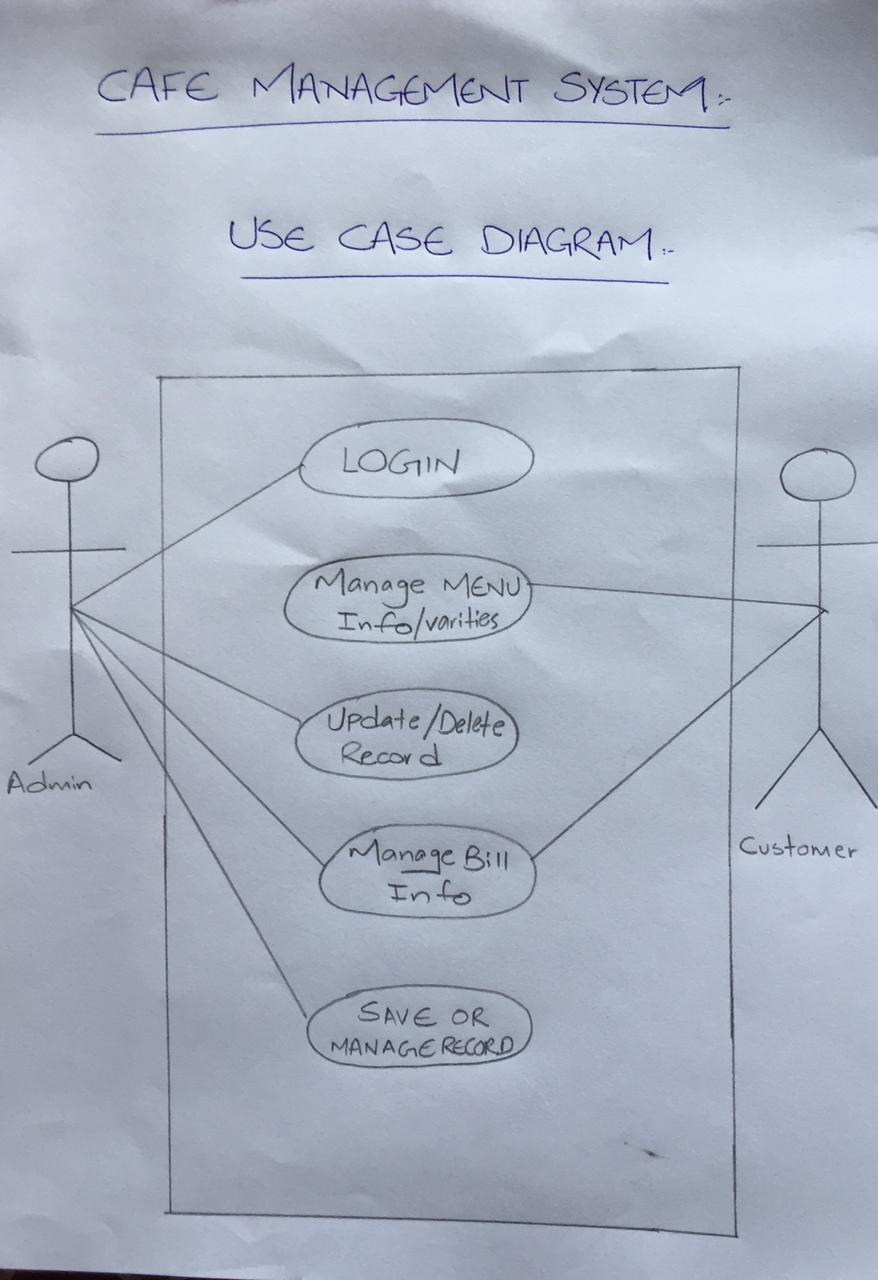 CAFE MANAGEMENT SYSTEM:-
USE CASE DIAGRAM:-
LOGIN
Manage MENU
Info/varities
Update/Delete
Record
Admin
Manage Bill
Info
Customer
SAVE OR
MANAGE RECORD